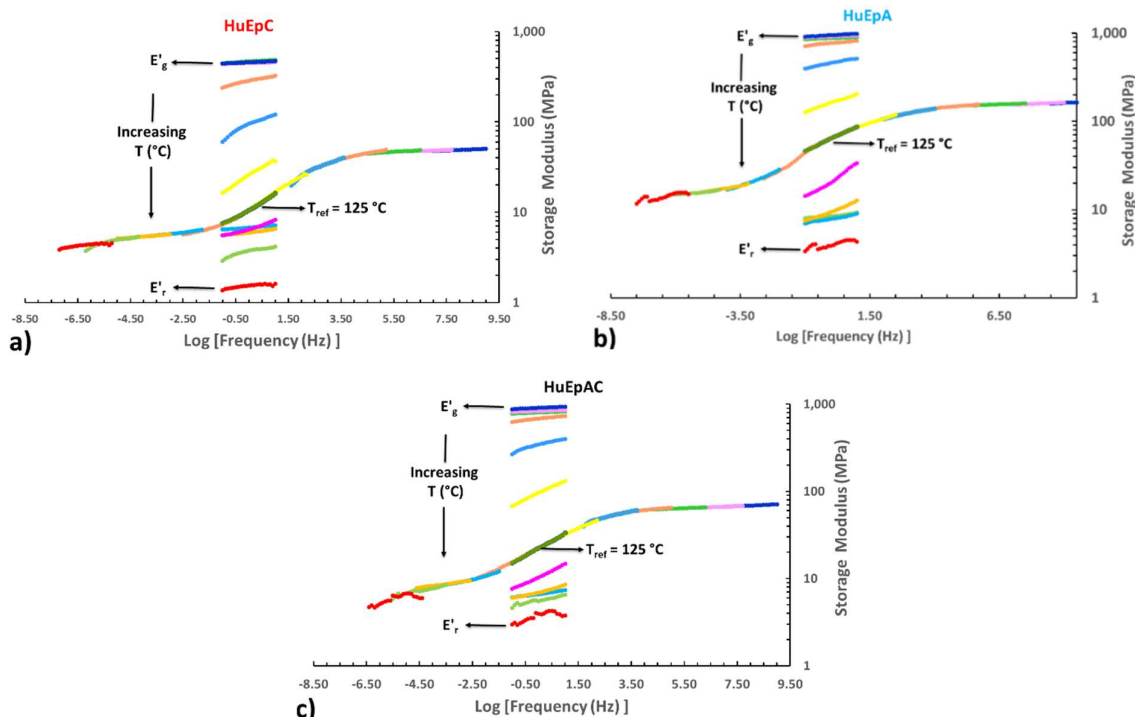 HuEpC
E'g
Increasing
T (°C)
Tref = 125 °C
E'r
1,000
100
10
1
Storage Modulus (MPa)
-8.50 -6.50 -4.50 -2.50 -0.50 1.50 3.50 5.50 7.50 9.50
Log [Frequency (Hz) ]
a)
HuEpA
E'g
Increasing
T (°C)
Tref = 125 °C
E'r
1,000
100
10
1
Storage Modulus (MPa)
-8.50 -3.50 1.50 6.50
Log [Frequency (Hz) ]
b)
HuEpAC
E'g
Increasing
T (°C)
Tref = 125 °C
E'r
1,000
100
10
1
Storage Modulus (MPa)
-8.50 -6.50 -4.50 -2.50 -0.50 1.50 3.50 5.50 7.50 9.50
Log [Frequency (Hz) ]
c)